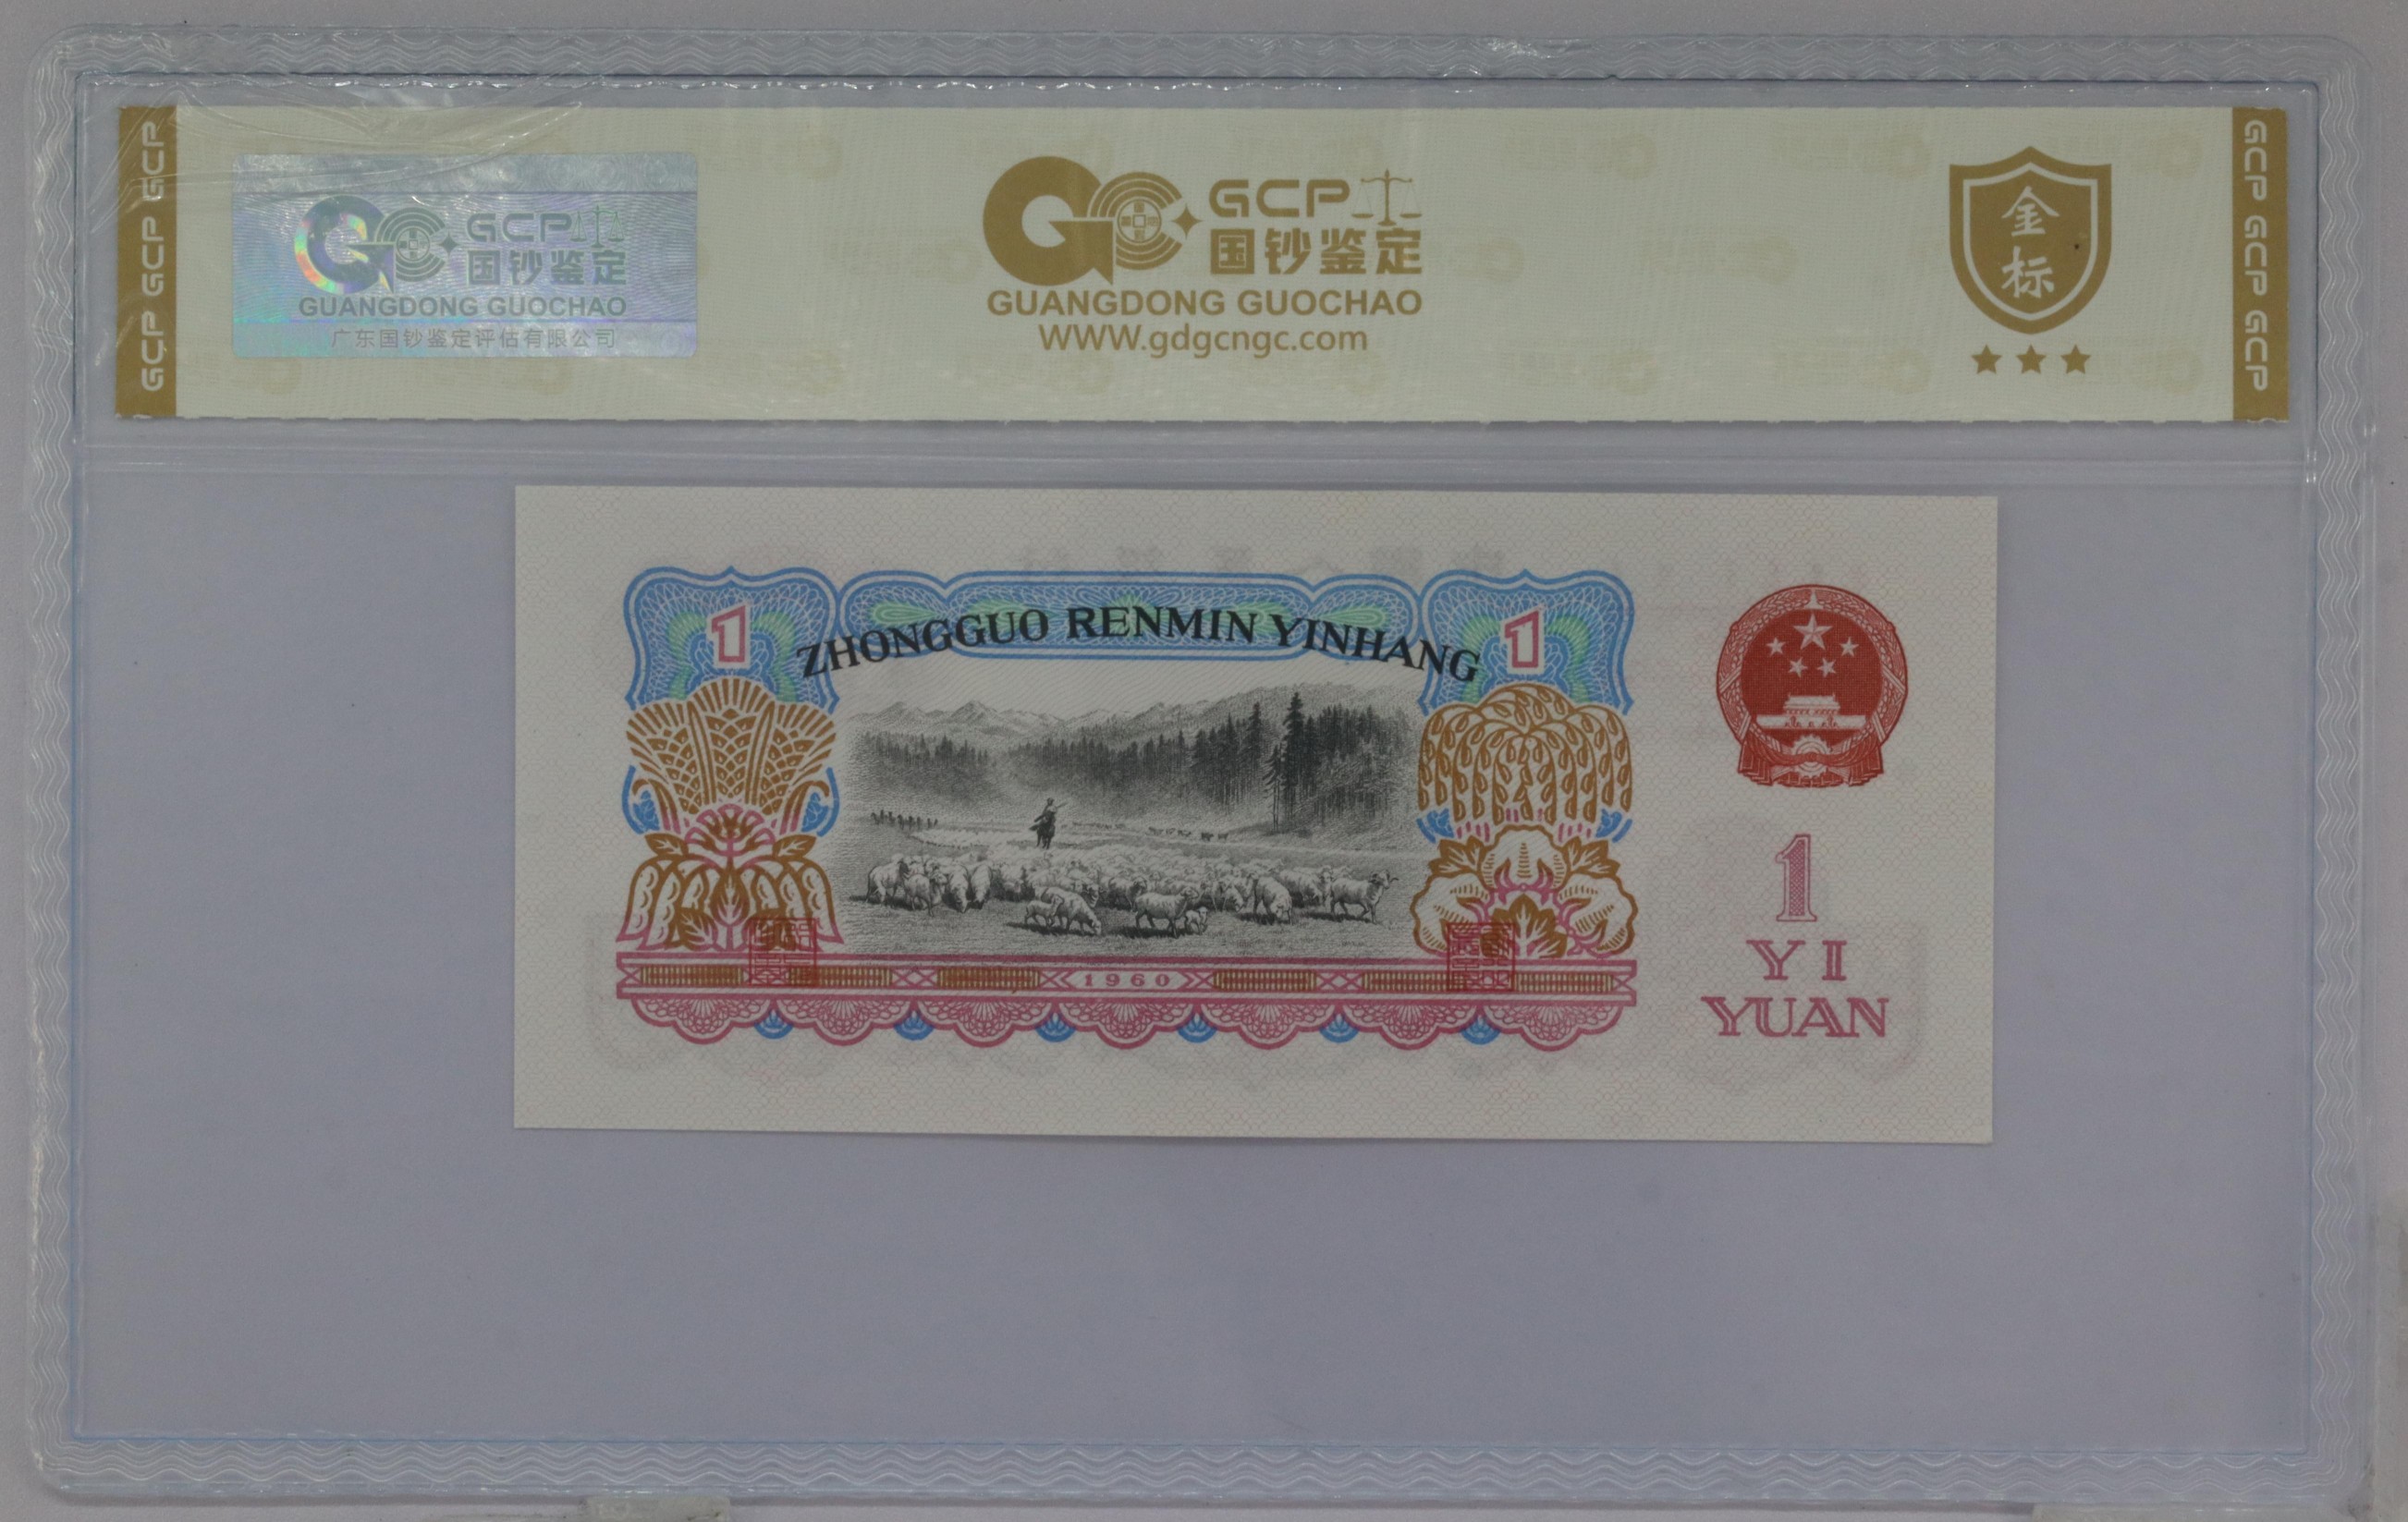 GCP GCP GCP
GCP
国钞鉴定
GUANGDONG GUOCHAO
广东国钞鉴定评估有限公司
GCP
国钞鉴定
GUANGDONG GUOCHAO
WWW.gdgcngc.com
金
标
GCP GCP GCP
1
ZHONGGUO RENMIN YINHANG
1
1960
1
YI
YUAN